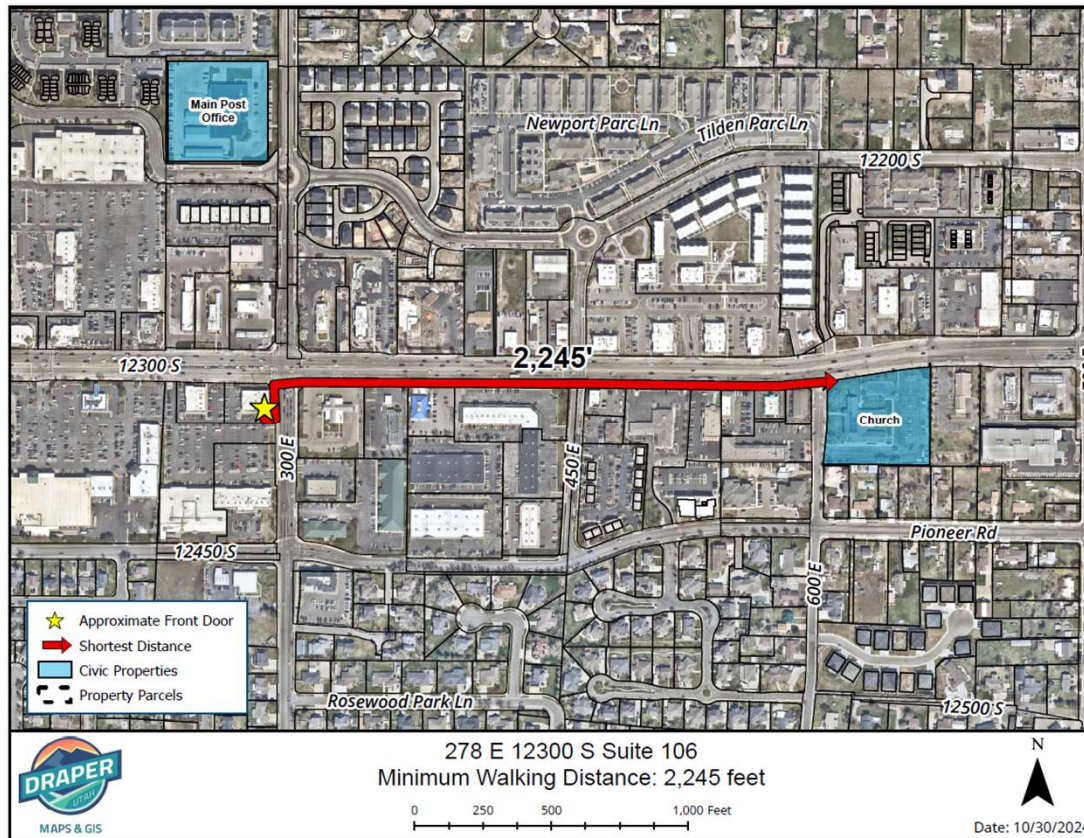 Main Post
Office
Newport Parc Ln
Tilden Parc Ln
12200 S
12300 S
2,245'
Church
300 E
450 E
600 E
12450 S
Pioneer Rd
Rosewood Park Ln
12500 S
Approximate Front Door
Shortest Distance
Civic Properties
Property Parcels
DRAPER
UTAH
MAPS & GIS
278 E 12300 S Suite 106
Minimum Walking Distance: 2,245 feet
0 250 500 1,000 Feet
N
Date: 10/30/2024